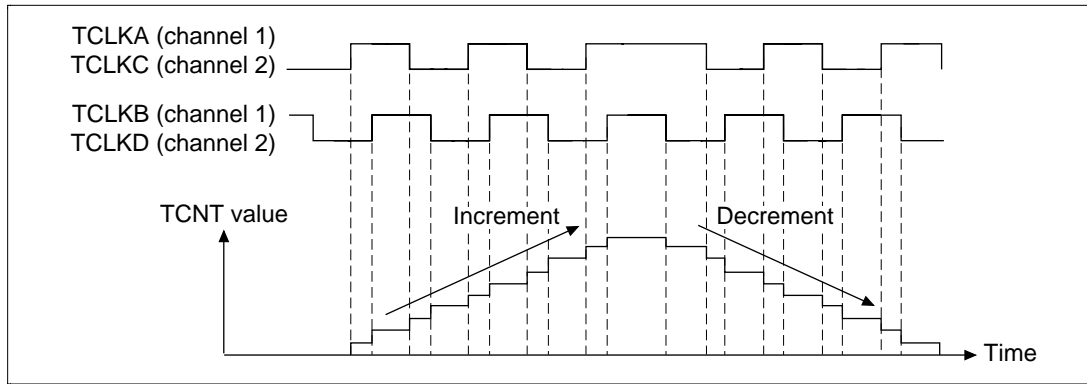 TCLKA (channel 1)
TCLKC (channel 2)
TCLKB (channel 1)
TCLKD (channel 2)
TCNT value
Increment
Decrement
Time